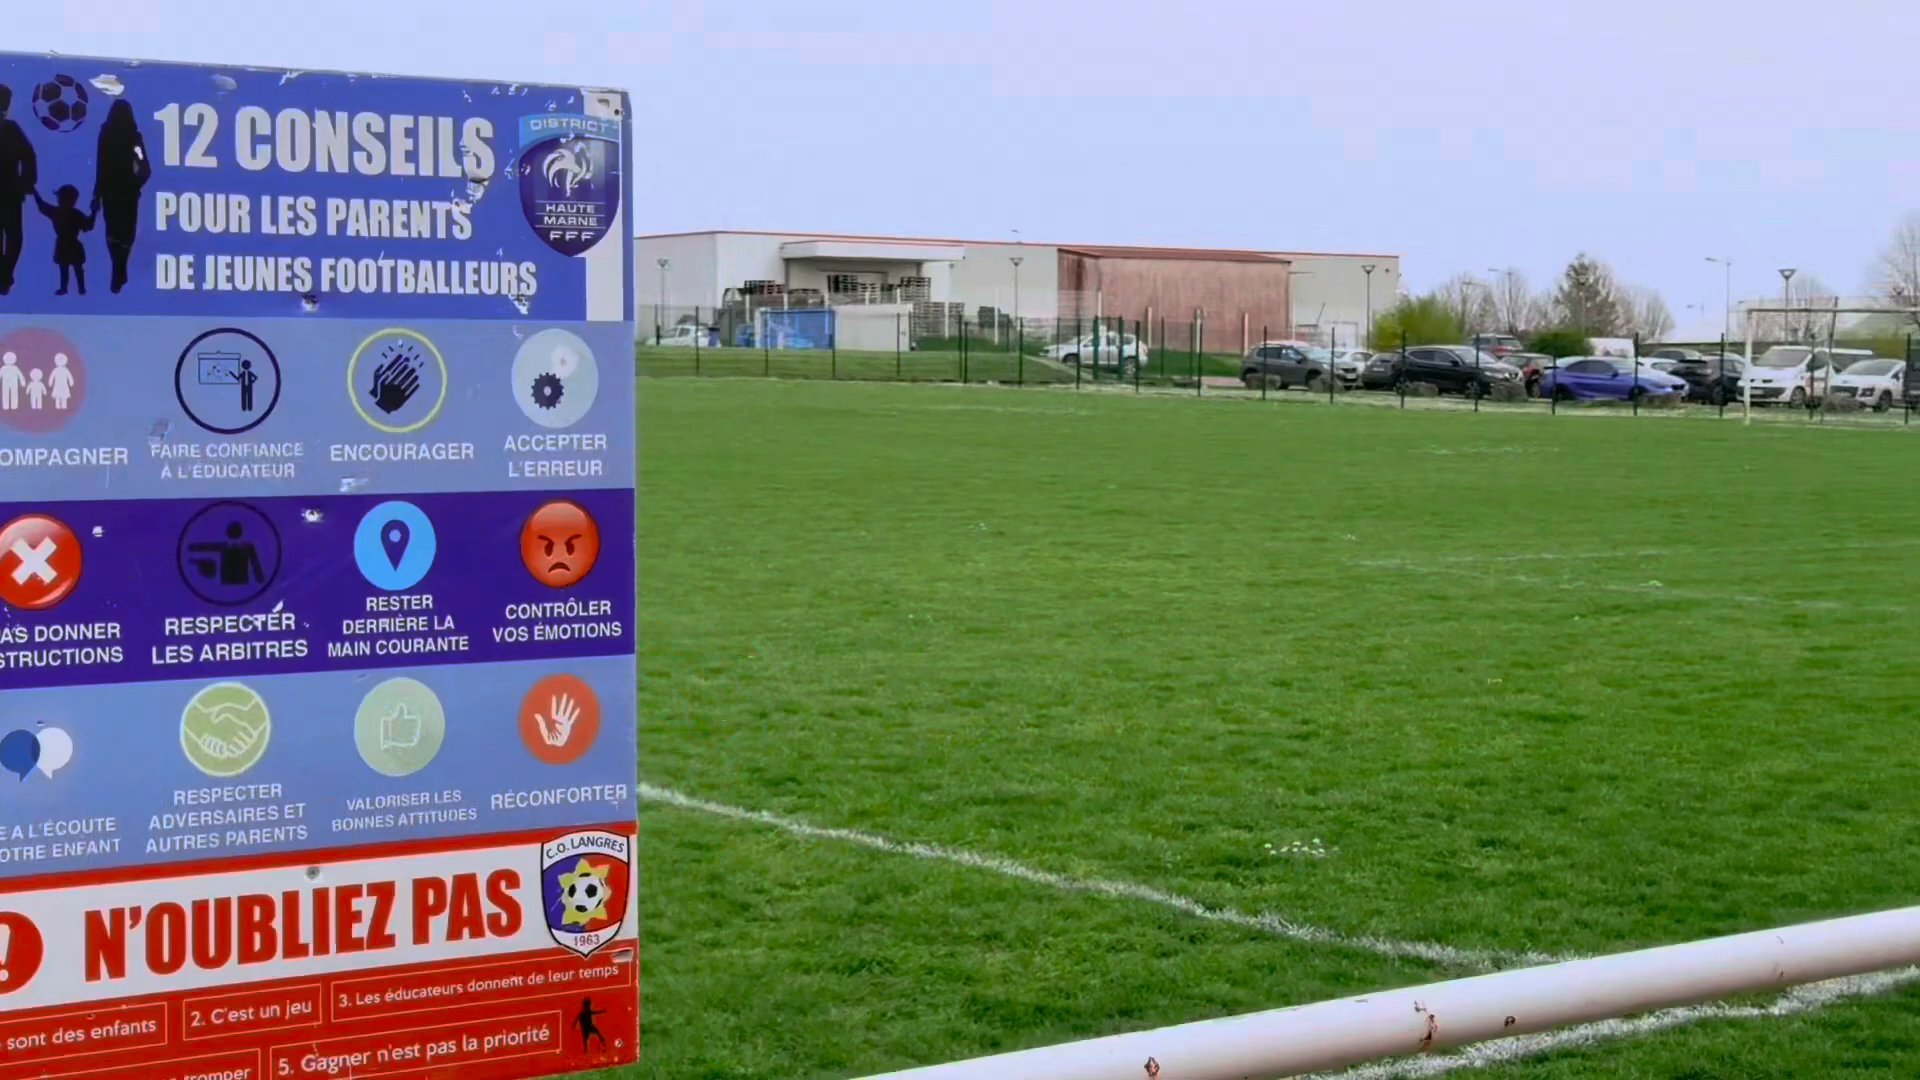 12 CONSEILS
POUR LES PARENTS
DE JEUNES FOOTBALLEURS
DISTRICT
HAUTE
MARNE
FFF
OMPAGNER
FAIRE CONFIANCE
À L'ÉDUCATEUR
ENCOURAGER
ACCEPTER
L'ERREUR
AS DONNER
STRUCTIONS
RESPECTER
LES ARBITRES
RESTER
DERRIÈRE LA
MAIN COURANTE
CONTRÔLER
VOS ÉMOTIONS
E A L'ÉCOUTE
OTRE ENFANT
RESPECTER
ADVERSAIRES ET
AUTRES PARENTS
VALORISER LES
BONNES ATTITUDES
RÉCONFORTER
! N'OUBLIEZ PAS
C.O. LANGRES
1963
sont des enfants
2. C'est un jeu
3. Les éducateurs donnent de leur temps
tromper
5. Gagner n'est pas la priorité